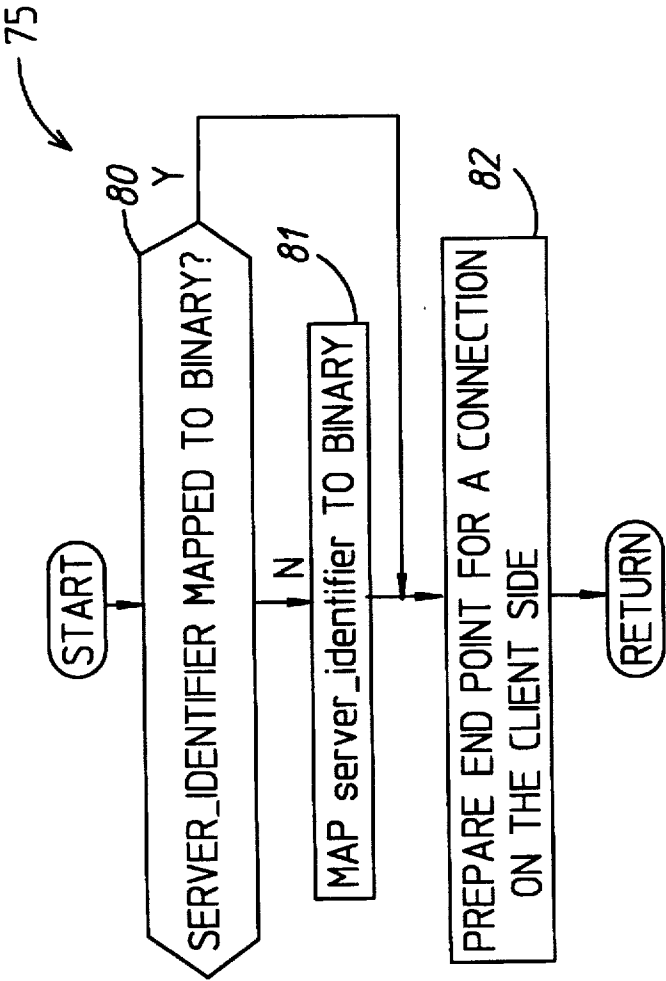 75
START
80
SERVER_IDENTIFIER MAPPED TO BINARY?
Y
N
81
MAP server_identifier TO BINARY
82
PREPARE END POINT FOR A CONNECTION
ON THE CLIENT SIDE
RETURN